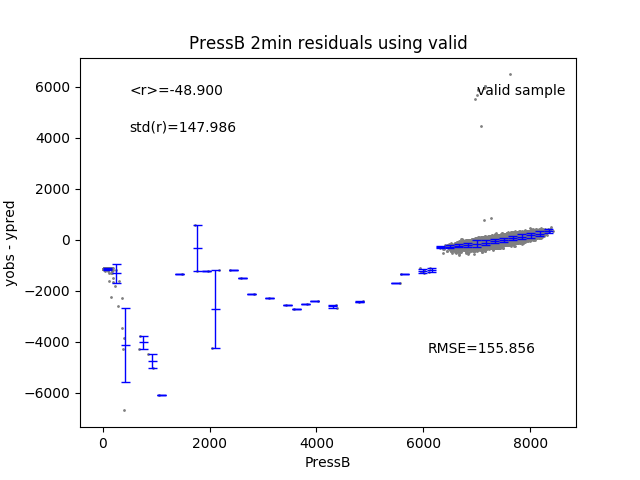 PressB 2min residuals using valid
<r>=-48.900
valid sample
std(r)=147.986
RMSE=155.856
yobs - ypred
6000
4000
2000
0
−2000
−4000
−6000
0 2000 4000 6000 8000
PressB